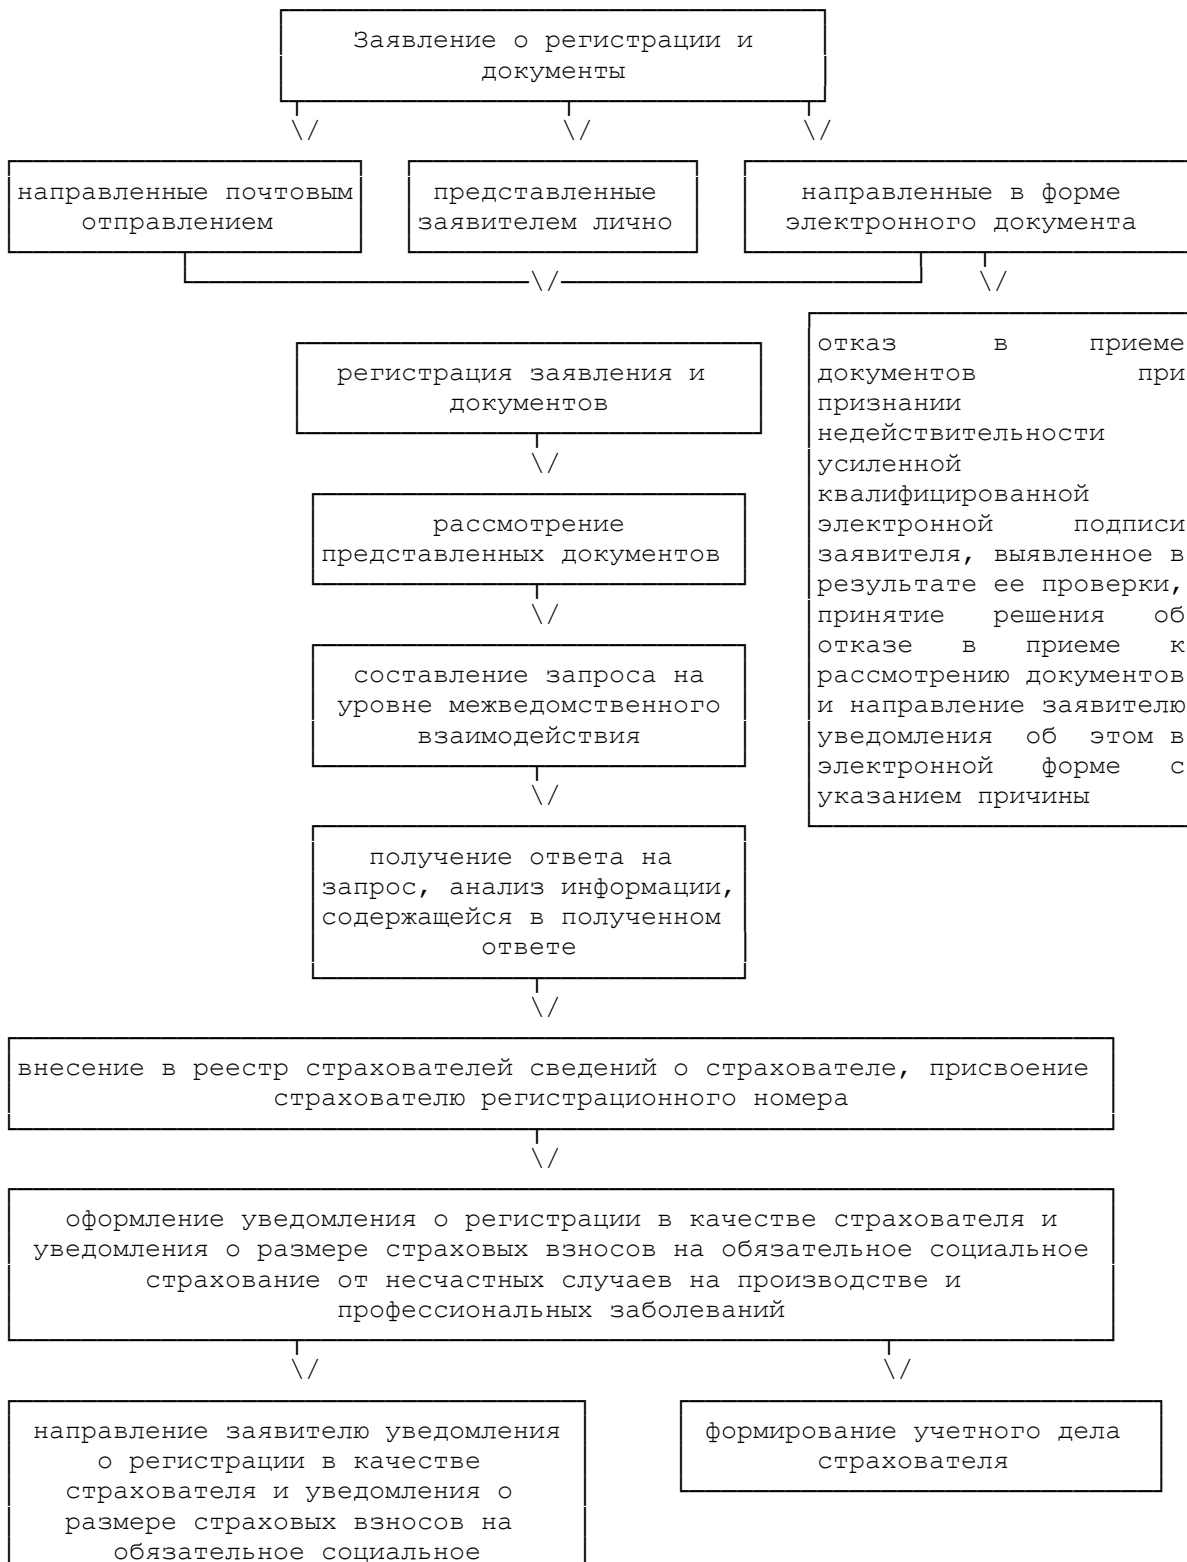 Заявление о регистрации и
документы
направленные почтовым
отправлением
представленные
заявителем лично
направленные в форме
электронного документа
регистрация заявления и
документов
рассмотрение
представленных документов
составление запроса на
уровне межведомственного
взаимодействия
получение ответа на
запрос, анализ информации,
содержащейся в полученном
ответе
отказ в приеме
документов при
признании
недействительности
усиленной
квалифицированной
электронной подписи
заявителя, выявленное в
результате ее проверки,
принятие решения об
отказе в приеме к
рассмотрению документов
и направление заявителю
уведомления об этом в
электронной форме с
указанием причины
внесение в реестр страхователей сведений о страхователе, присвоение
страхователю регистрационного номера
оформление уведомления о регистрации в качестве страхователя и
уведомления о размере страховых взносов на обязательное социальное
страхование от несчастных случаев на производстве и
профессиональных заболеваний
направление заявителю уведомления
о регистрации в качестве
страхователя и уведомления о
размере страховых взносов на
обязательное социальное
формирование учетного дела
страхователя